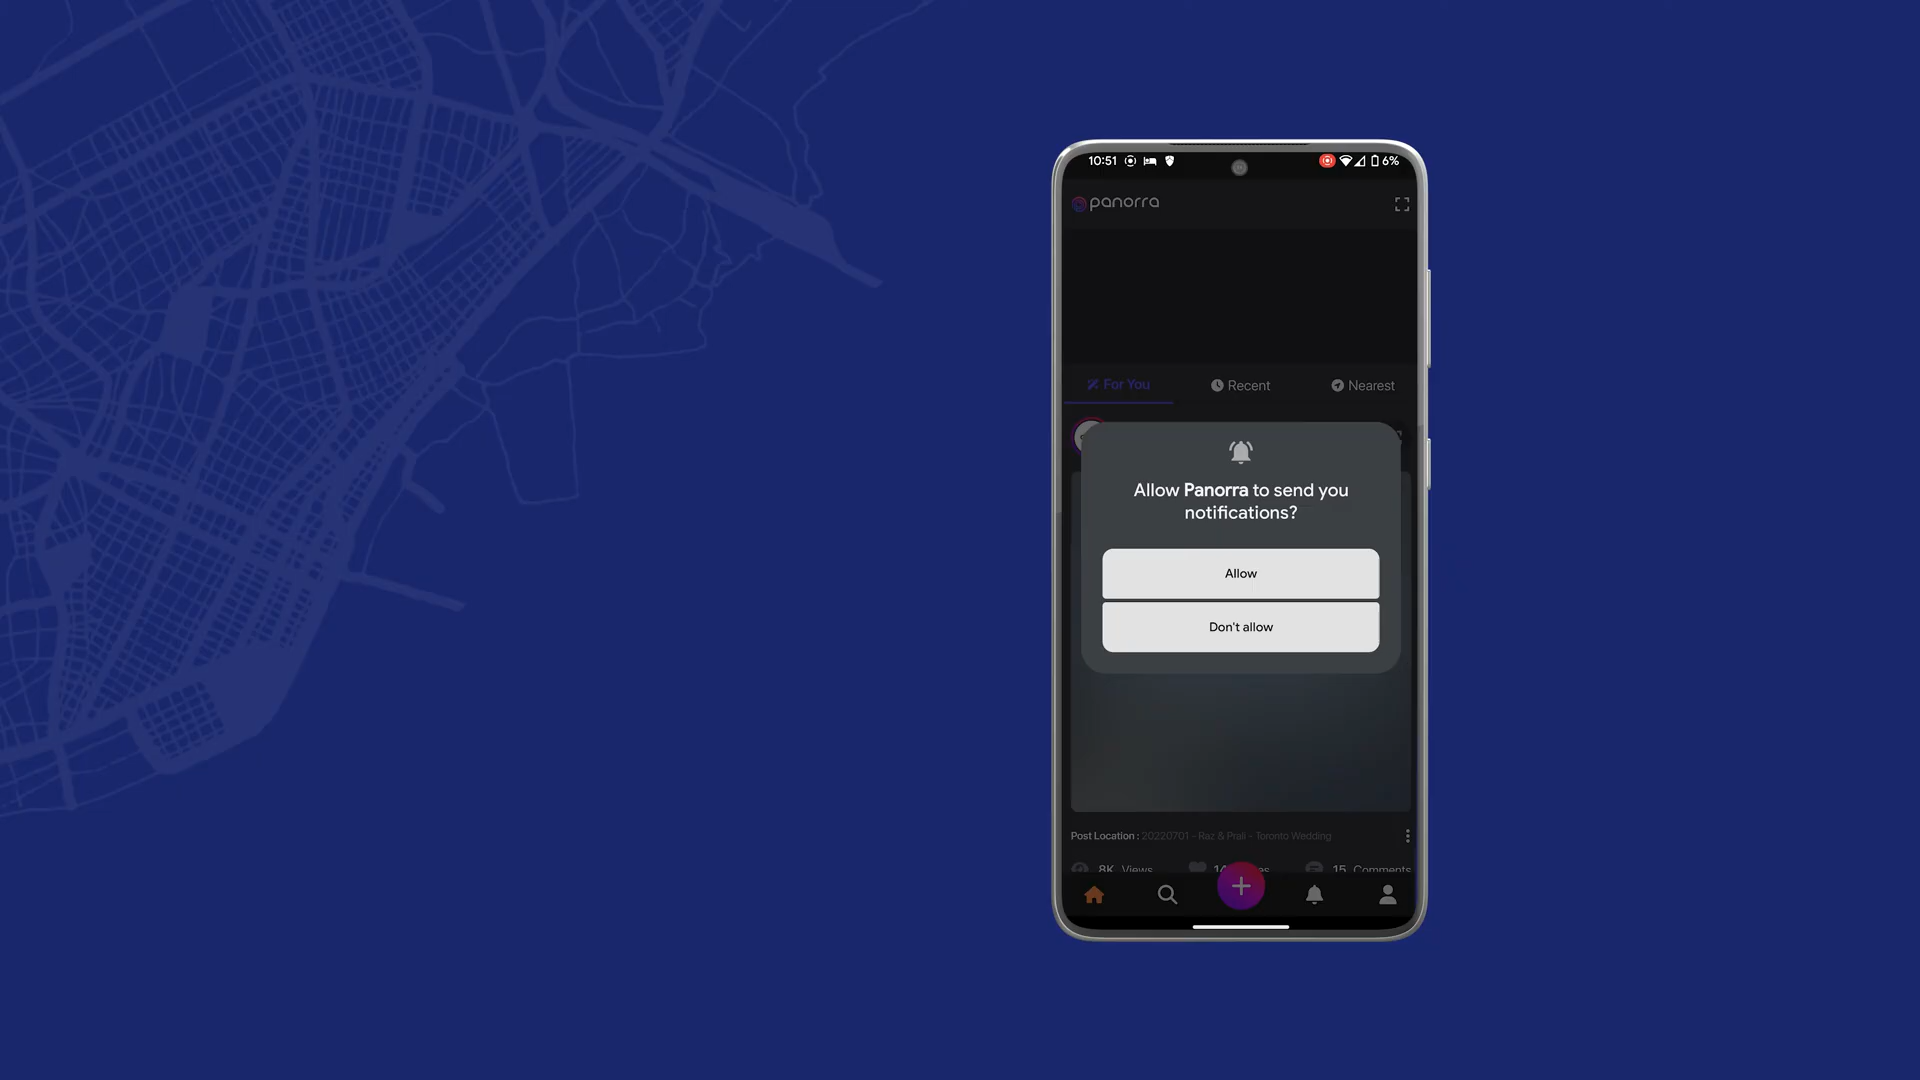 10:51
6%
panorra
For You
Recent
Nearest
Allow Panorra to send you
notifications?
Allow
Don't allow
Post Location : 20220701 - Raz & Prali - Toronto Wedding
8K Views
15 Comments